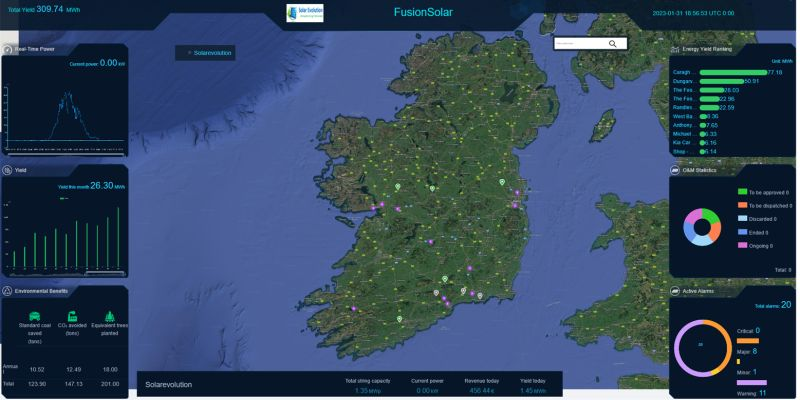 Total Yield 309.74 MWh
Solar Evolution
FusionSolar
2023-01-31 18:56:53 UTC 0:00
Real-Time Power
Current power: 0.00 kW
Solarevolution
Energy Yield Ranking
Unit: MWh
Caragh ... 77.18
Dungarv... 50.91
The Fou... 28.03
The Fou... 22.96
Randles... 22.59
West Ba... 8.36
Anthony... 7.65
Michael ... 6.33
Kia Car ... 6.16
Shop - ... 5.14
Yield
Yield this month 26.30 MWh
O&M Statistics
To be approved 0
To be dispatched 0
Discarded 0
Ended 0
Ongoing 0
Total: 0
Environmental Benefits
Standard coal saved (tons)
CO₂ avoided (tons)
Equivalent trees planted
Annual 10.52 12.49 18.00
Total 123.90 147.13 201.00
Active Alarms
Total alarms: 20
20
Critical: 0
Major: 8
Minor: 1
Warning: 11
Solarevolution
Total string capacity
1.35 MWp
Current power
0.00 kW
Revenue today
456.44 €
Yield today
1.45 MWh